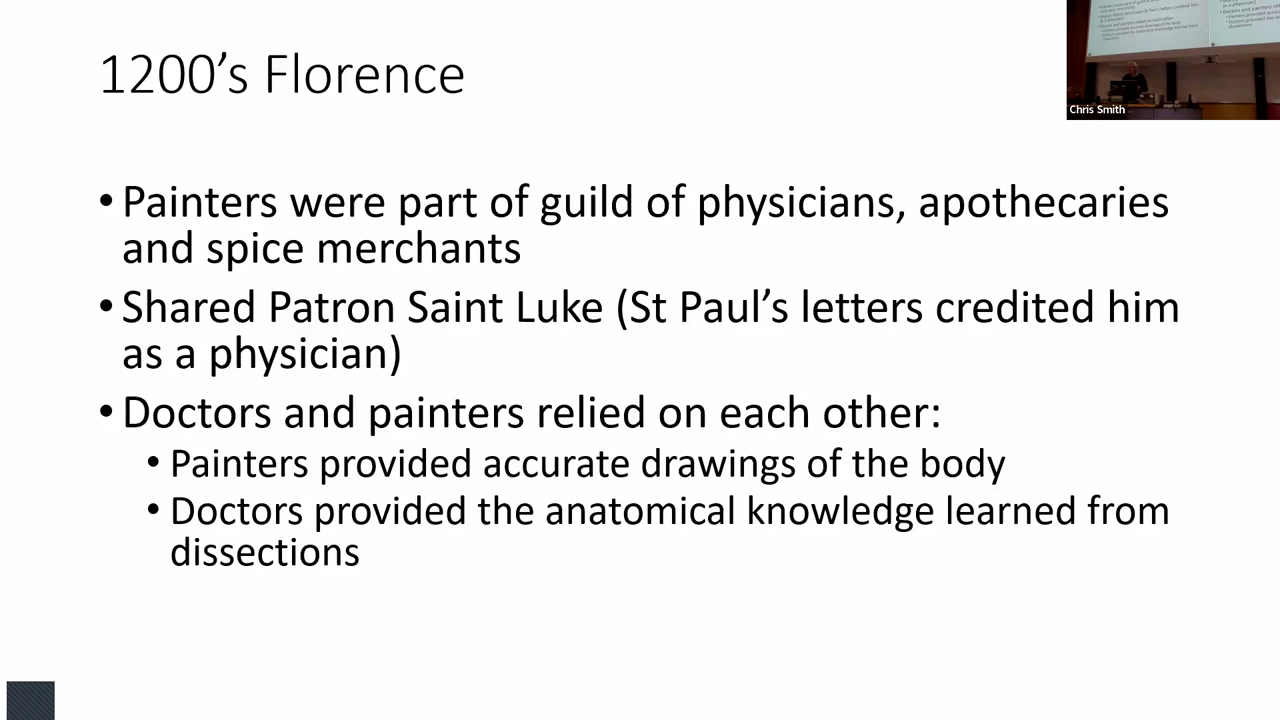 1200’s Florence
Chris Smith
• Painters were part of guild of physicians, apothecaries
and spice merchants
• Shared Patron Saint Luke (St Paul’s letters credited him
as a physician)
• Doctors and painters relied on each other:
• Painters provided accurate drawings of the body
• Doctors provided the anatomical knowledge learned from
dissections